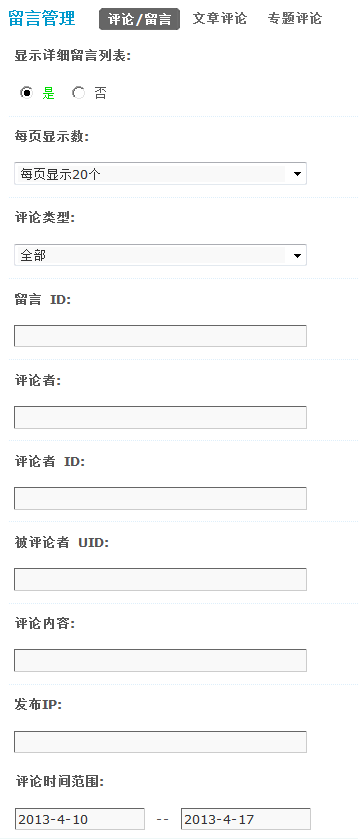 留言管理 评论/留言 文章评论 专题评论
显示详细留言列表:
是 否
每页显示数:
每页显示20个
评论类型:
全部
留言 ID:
评论者:
评论者 ID:
被评论者 UID:
评论内容:
发布IP:
评论时间范围:
2013-4-10 -- 2013-4-17